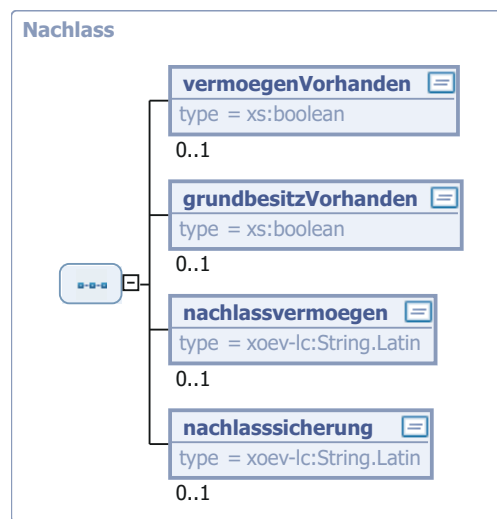 Nachlass
vermoegenVorhanden
type = xs:boolean
0..1
grundbesitzVorhanden
type = xs:boolean
0..1
nachlassvermoegen
type = xoev-lc:String.Latin
0..1
nachlasssicherung
type = xoev-lc:String.Latin
0..1